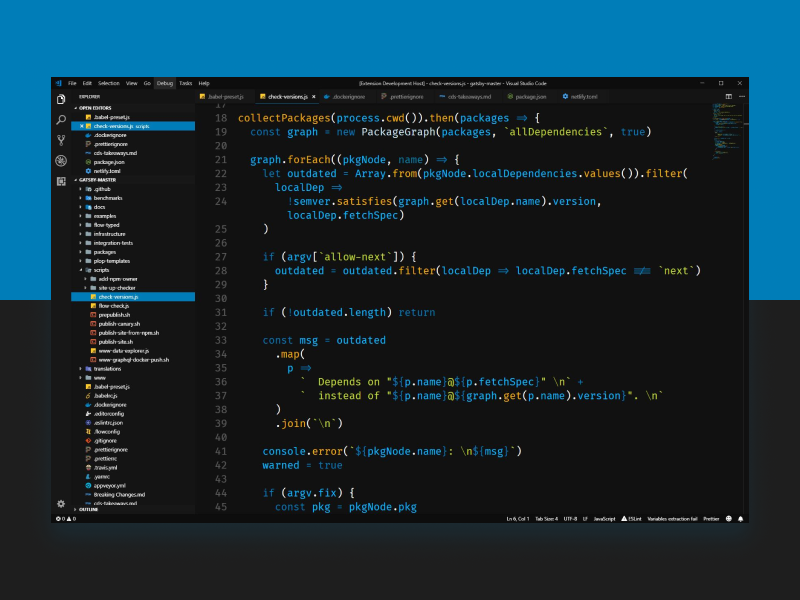 File Edit Selection View Go Debug Tasks Help
[Extension Development Host] - check-versions.js - gatsby-master - Visual Studio Code
EXPLORER
OPEN EDITORS
.babel-preset.js
check-versions.js scripts
.dockerignore
.prettierignore
cds-takeaways.md
package.json
netlify.toml
GATSBY-MASTER
.github
benchmarks
docs
examples
flow-typed
infrastructure
integration-tests
packages
plop-templates
scripts
add-npm-owner
site-up-checker
check-versions.js
flow-check.js
prepublish.sh
publish-canary.sh
publish-site-from-npm.sh
publish-site.sh
www-data-explorer.js
www-graphql-docker-push.sh
translations
www
.babel-preset.js
.babelrc.js
.dockerignore
.editorconfig
.eslintrc.json
.flowconfig
.gitignore
.prettierignore
.prettierrc
.travis.yml
.yarnrc
appveyor.yml
Breaking Changes.md
cds-takeaways.md
OUTLINE
.babel-preset.js check-versions.js .dockerignore .prettierignore cds-takeaways.md package.json netlify.toml
17
18 collectPackages(process.cwd()).then(packages => {
19 const graph = new PackageGraph(packages, `allDependencies`, true)
20
21 graph.forEach((pkgNode, name) => {
22 let outdated = Array.from(pkgNode.localDependencies.values()).filter(
23 localDep =>
24 !semver.satisfies(graph.get(localDep.name).version,
localDep.fetchSpec)
25 )
26
27 if (argv[`allow-next`]) {
28 outdated = outdated.filter(localDep => localDep.fetchSpec !== `next`)
29 }
30
31 if (!outdated.length) return
32
33 const msg = outdated
34 .map(
35 p =>
36 ` Depends on "${p.name}@${p.fetchSpec}" \n` +
37 ` instead of "${p.name}@${graph.get(p.name).version}". \n`
38 )
39 .join(`\n`)
40
41 console.error(`${pkgNode.name}: \n${msg}`)
42 warned = true
43
44 if (argv.fix) {
45 const pkg = pkgNode.pkg
0 0
Ln 6, Col 1 Tab Size: 4 UTF-8 LF JavaScript ESLint Variables extraction fail Prettier